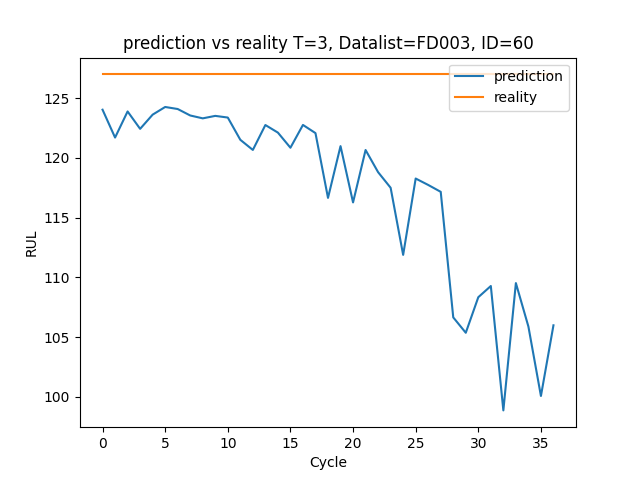 prediction vs reality T=3, Datalist=FD003, ID=60
prediction
reality
RUL
125
120
115
110
105
100
0 5 10 15 20 25 30 35
Cycle